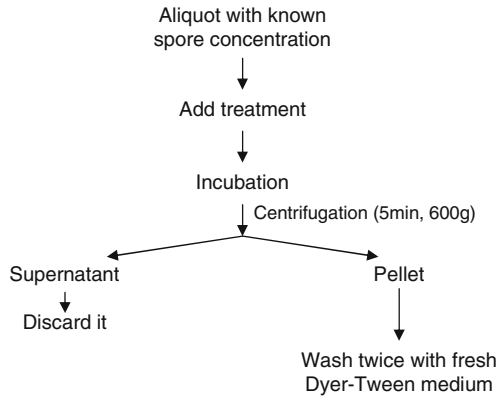 Aliquot with known
spore concentration
Add treatment
Incubation
Centrifugation (5min, 600g)
Supernatant
Discard it
Pellet
Wash twice with fresh
Dyer-Tween medium